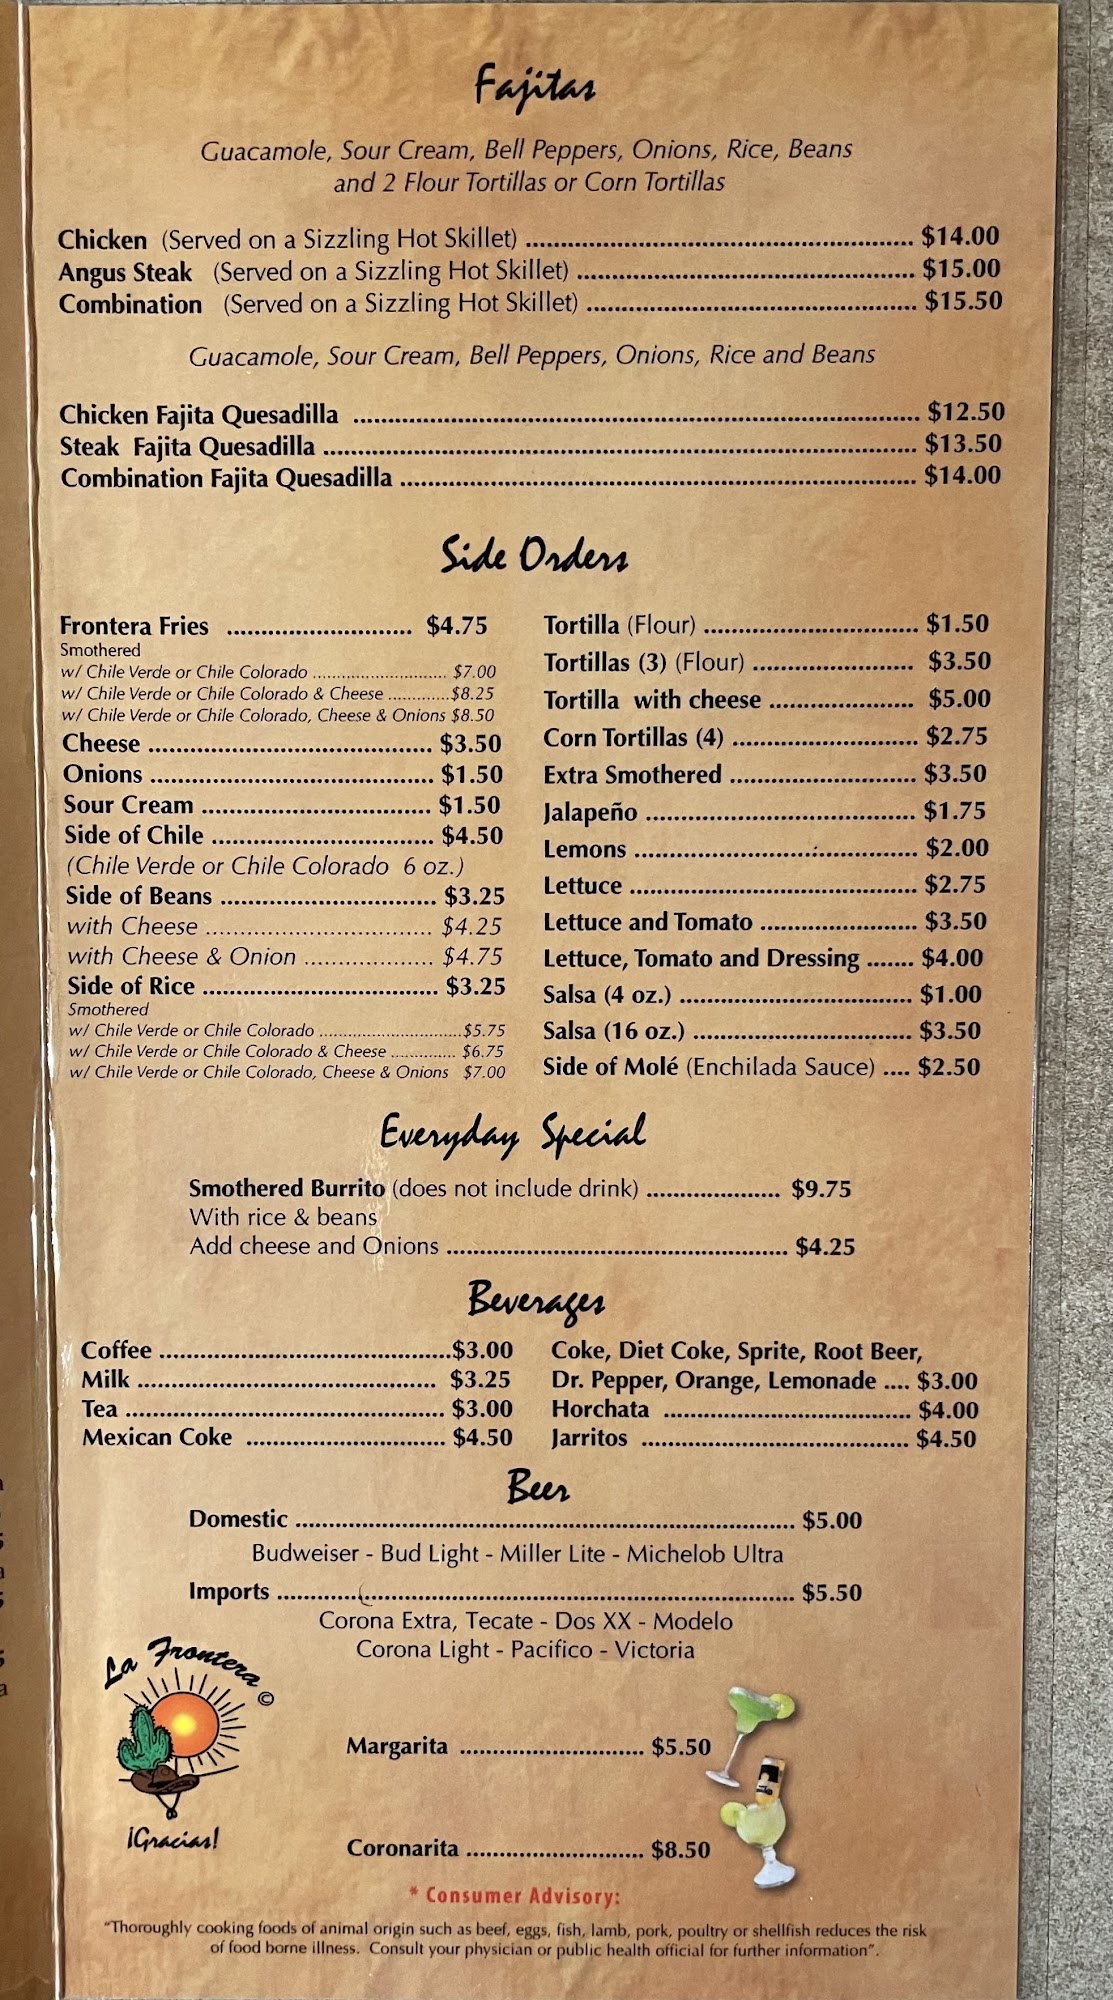 Fajitas
Guacamole, Sour Cream, Bell Peppers, Onions, Rice, Beans
and 2 Flour Tortillas or Corn Tortillas
Chicken (Served on a Sizzling Hot Skillet) ........ $14.00
Angus Steak (Served on a Sizzling Hot Skillet) ........ $15.00
Combination (Served on a Sizzling Hot Skillet) ........ $15.50
Guacamole, Sour Cream, Bell Peppers, Onions, Rice and Beans
Chicken Fajita Quesadilla ........ $12.50
Steak Fajita Quesadilla ........ $13.50
Combination Fajita Quesadilla ........ $14.00
Side Orders
Frontera Fries ........ $4.75
Smothered
w/ Chile Verde or Chile Colorado ........ $7.00
w/ Chile Verde or Chile Colorado & Cheese ........ $8.25
w/ Chile Verde or Chile Colorado, Cheese & Onions $8.50
Cheese ........ $3.50
Onions ........ $1.50
Sour Cream ........ $1.50
Side of Chile ........ $4.50
(Chile Verde or Chile Colorado 6 oz.)
Side of Beans ........ $3.25
with Cheese ........ $4.25
with Cheese & Onion ........ $4.75
Side of Rice ........ $3.25
Smothered
w/ Chile Verde or Chile Colorado ........ $5.75
w/ Chile Verde or Chile Colorado & Cheese ........ $6.75
w/ Chile Verde or Chile Colorado, Cheese & Onions $7.00
Tortilla (Flour) ........ $1.50
Tortillas (3) (Flour) ........ $3.50
Tortilla with cheese ........ $5.00
Corn Tortillas (4) ........ $2.75
Extra Smothered ........ $3.50
Jalapeño ........ $1.75
Lemons ........ $2.00
Lettuce ........ $2.75
Lettuce and Tomato ........ $3.50
Lettuce, Tomato and Dressing ....... $4.00
Salsa (4 oz.) ........ $1.00
Salsa (16 oz.) ........ $3.50
Side of Molé (Enchilada Sauce) .... $2.50
Everyday Special
Smothered Burrito (does not include drink) ........ $9.75
With rice & beans
Add cheese and Onions ........ $4.25
Beverages
Coffee ........ $3.00
Milk ........ $3.25
Tea ........ $3.00
Mexican Coke ........ $4.50
Coke, Diet Coke, Sprite, Root Beer,
Dr. Pepper, Orange, Lemonade .... $3.00
Horchata ........ $4.00
Jarritos ........ $4.50
Beer
Domestic ........ $5.00
Budweiser - Bud Light - Miller Lite - Michelob Ultra
Imports ........ $5.50
Corona Extra, Tecate - Dos XX - Modelo
Corona Light - Pacifico - Victoria
La Frontera ©
¡Gracias!
Margarita ........ $5.50
Coronarita ........ $8.50
* Consumer Advisory:
"Thoroughly cooking foods of animal origin such as beef, eggs, fish, lamb, pork, poultry or shellfish reduces the risk
of food borne illness. Consult your physician or public health official for further information".